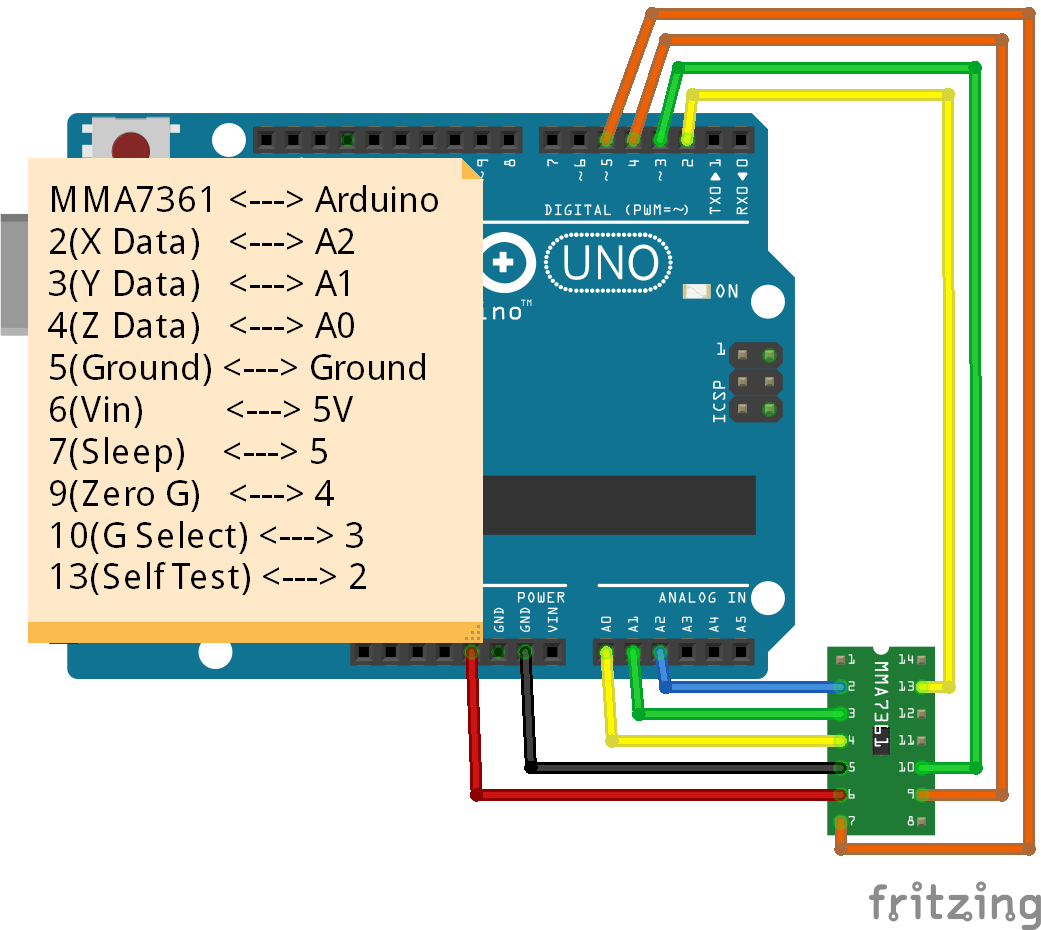 ~9 8 7 ~6 ~5 4 ~3 2 TX0▶1 RX0◀0
DIGITAL (PWM=~)
MMA7361 <---> Arduino
2(X Data) <---> A2
3(Y Data) <---> A1
4(Z Data) <---> A0
5(Ground) <---> Ground
6(Vin) <---> 5V
7(Sleep) <---> 5
9(Zero G) <---> 4
10(G Select) <---> 3
13(Self Test) <---> 2
UNO
ino™
ON
1
ICSP
POWER
GND GND VIN
ANALOG IN
A0 A1 A2 A3 A4 A5
MMA7361
1 14
2 13
3 12
4 11
5 10
6 9
7 8
fritzing